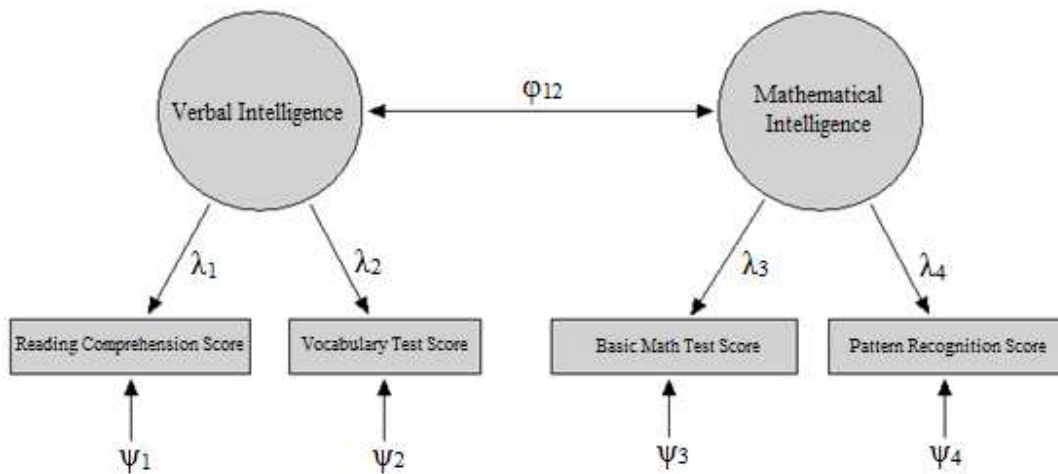 Verbal Intelligence
φ12
Mathematical
Intelligence
λ1
λ2
λ3
λ4
Reading Comprehension Score
Vocabulary Test Score
Basic Math Test Score
Pattern Recognition Score
ψ1
ψ2
ψ3
ψ4